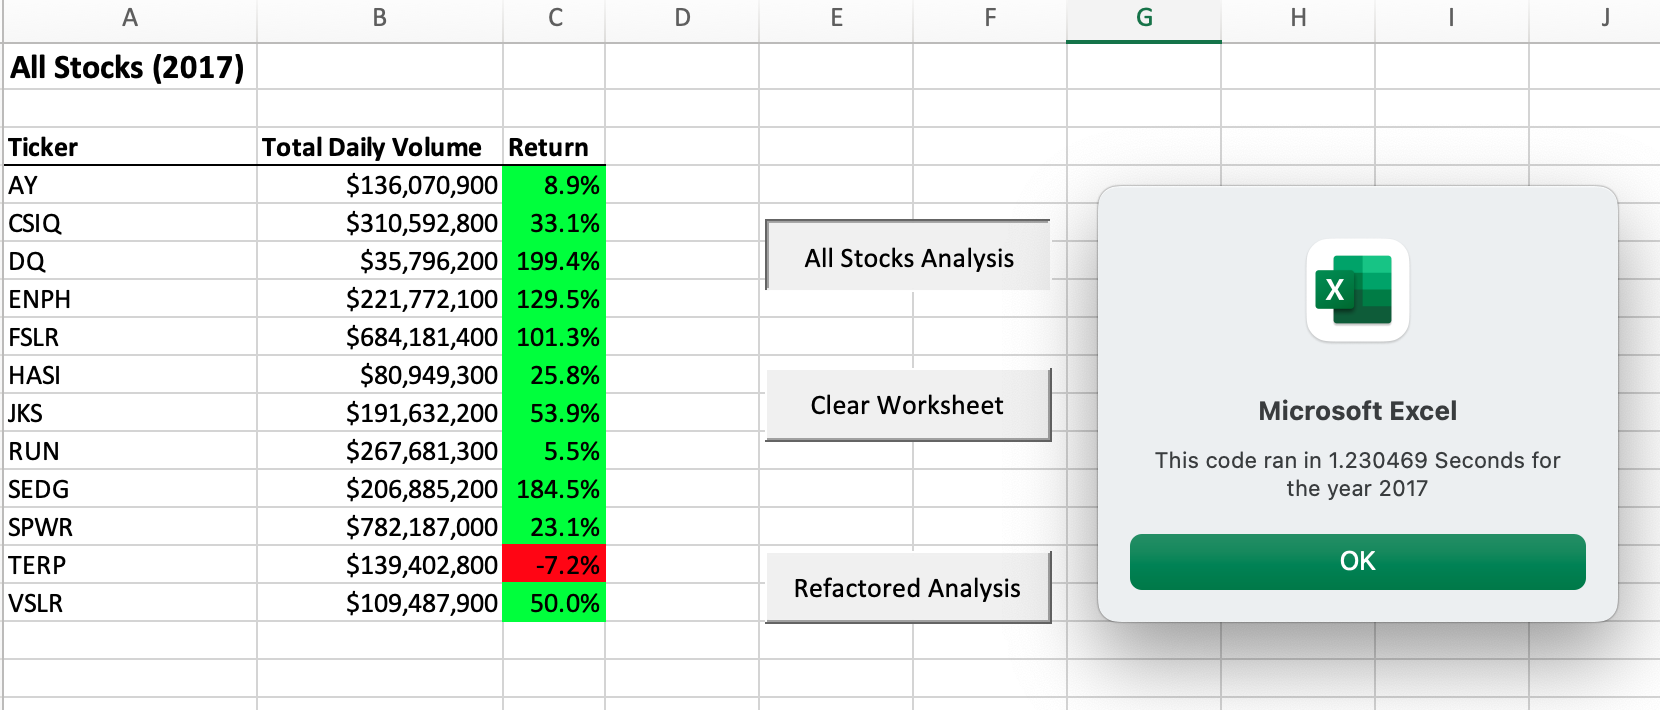 A B C D E F G H I J
All Stocks (2017)
Ticker Total Daily Volume Return
AY $136,070,900 8.9%
CSIQ $310,592,800 33.1%
DQ $35,796,200 199.4%
ENPH $221,772,100 129.5%
FSLR $684,181,400 101.3%
HASI $80,949,300 25.8%
JKS $191,632,200 53.9%
RUN $267,681,300 5.5%
SEDG $206,885,200 184.5%
SPWR $782,187,000 23.1%
TERP $139,402,800 -7.2%
VSLR $109,487,900 50.0%
All Stocks Analysis
Clear Worksheet
Refactored Analysis
X
Microsoft Excel
This code ran in 1.230469 Seconds for
the year 2017
OK